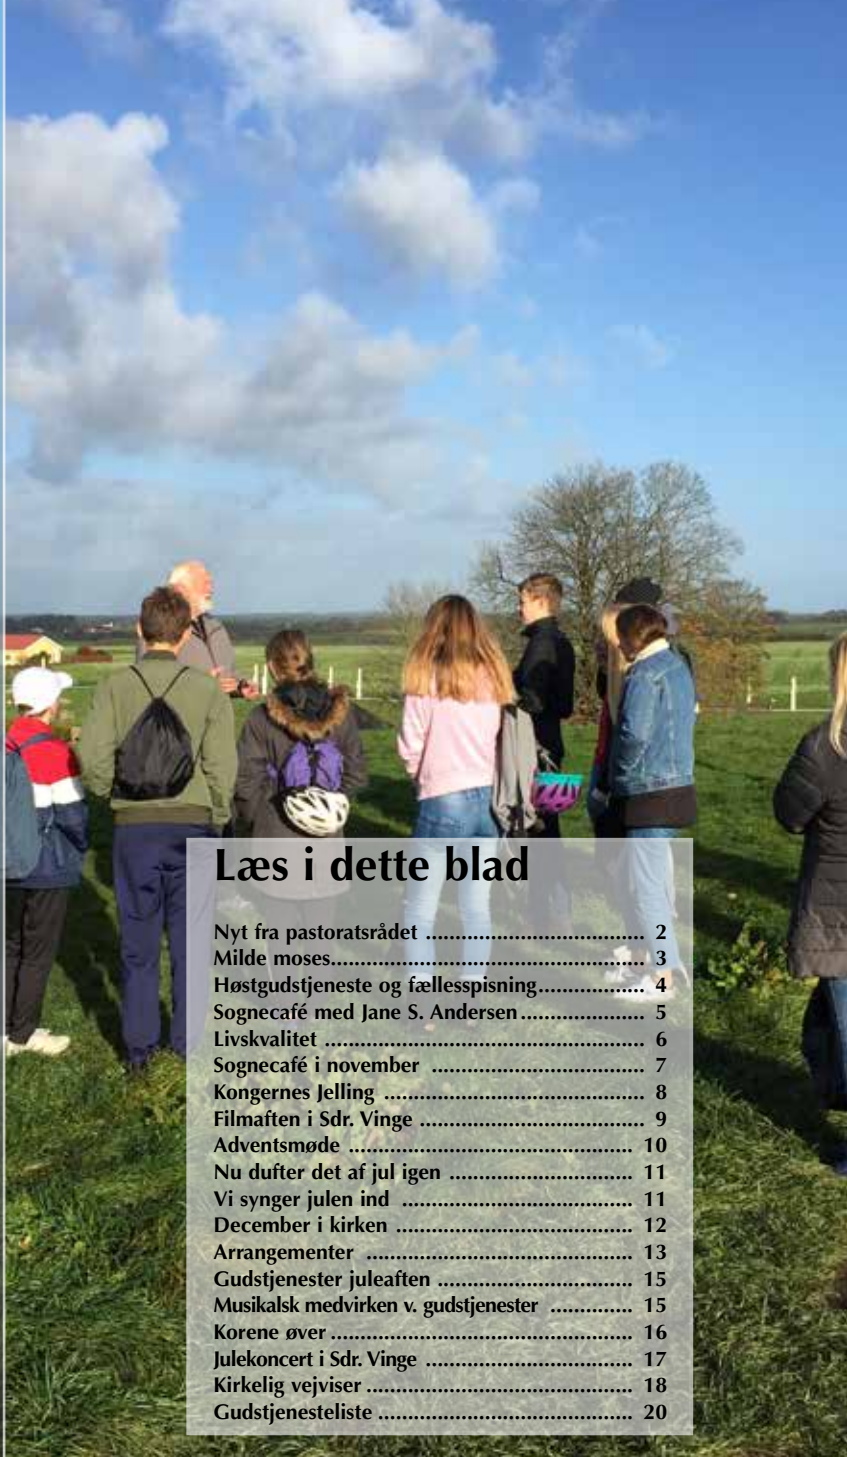 Læs i dette blad
Nyt fra pastoratsrådet ..................................... 2
Milde moses..................................................... 3
Høstgudstjeneste og fællesspisning.................. 4
Sognecafé med Jane S. Andersen..................... 5
Livskvalitet ...................................................... 6
Sognecafé i november .................................... 7
Kongernes Jelling ............................................ 8
Filmaften i Sdr. Vinge ...................................... 9
Adventsmøde ................................................ 10
Nu dufter det af jul igen ............................... 11
Vi synger julen ind ....................................... 11
December i kirken ........................................ 12
Arrangementer ............................................. 13
Gudstjenester juleaften ................................. 15
Musikalsk medvirken v. gudstjenester .............. 15
Korene øver ................................................... 16
Julekoncert i Sdr. Vinge ................................... 17
Kirkelig vejviser ............................................. 18
Gudstjenesteliste ........................................... 20